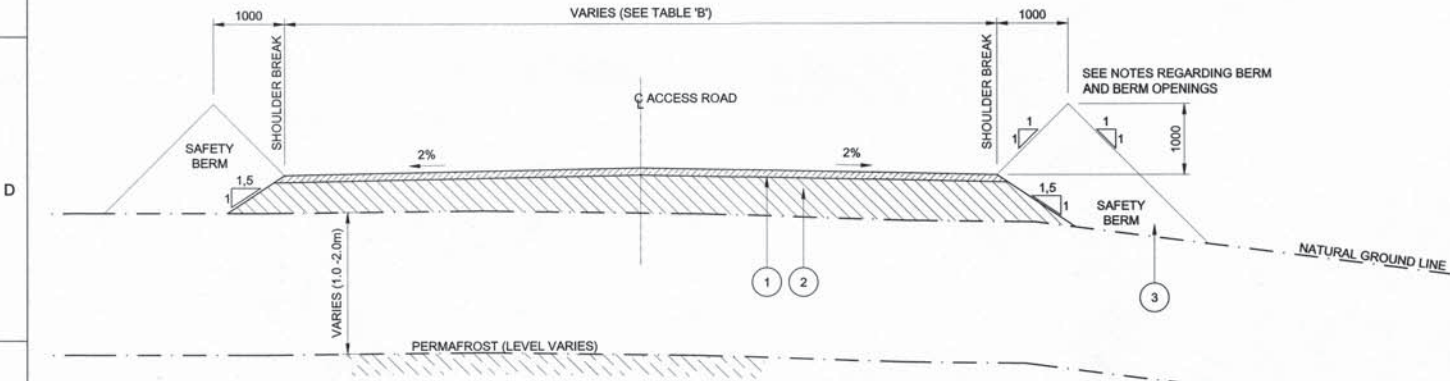 1000
VARIES (SEE TABLE 'B')
1000
SHOULDER BREAK
SHOULDER BREAK
SEE NOTES REGARDING BERM
AND BERM OPENINGS
℄ ACCESS ROAD
1
1
1
1
1000
SAFETY
BERM
2%
2%
D
1,5
1
1,5
1
SAFETY
BERM
NATURAL GROUND LINE
VARIES (1.0 -2.0m)
1
2
3
PERMAFROST (LEVEL VARIES)